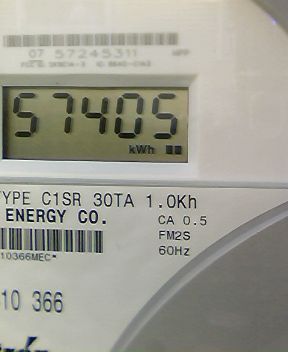 07 57245311
57405
kWh
TYPE C1SR 30TA 1.0Kh
ENERGY CO.
CA 0.5
FM2S
60Hz
10366MEC*
10 366